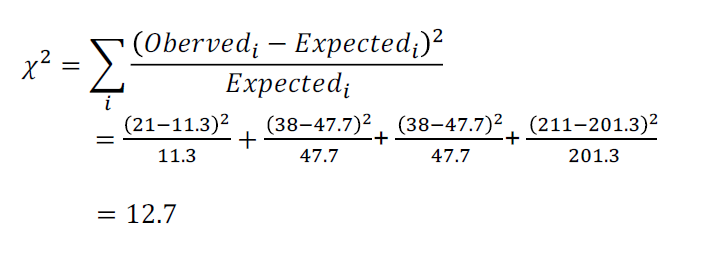 χ² = ∑ᵢ (Oberved_i − Expected_i)² / Expected_i
= (21−11.3)² / 11.3 + (38−47.7)² / 47.7 + (38−47.7)² / 47.7 + (211−201.3)² / 201.3
= 12.7